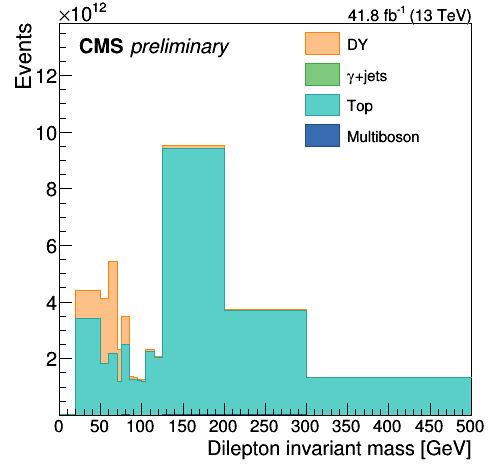 ×10¹²
41.8 fb⁻¹ (13 TeV)
Events
CMS preliminary
DY
γ+jets
Top
Multiboson
12
10
8
6
4
2
0 50 100 150 200 250 300 350 400 450 500
Dilepton invariant mass [GeV]